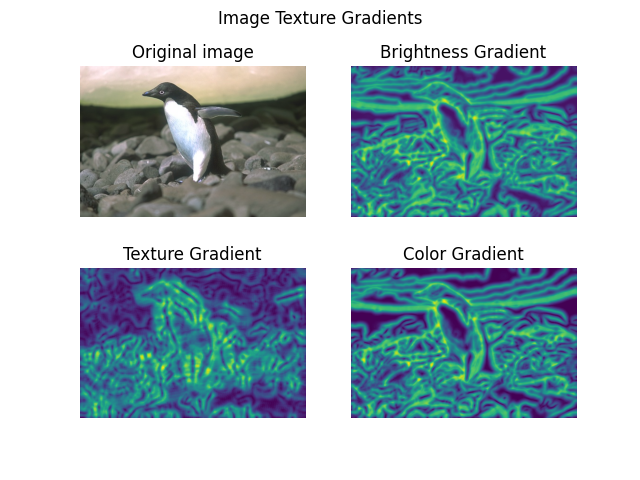 Image Texture Gradients
Original image
Brightness Gradient
Texture Gradient
Color Gradient